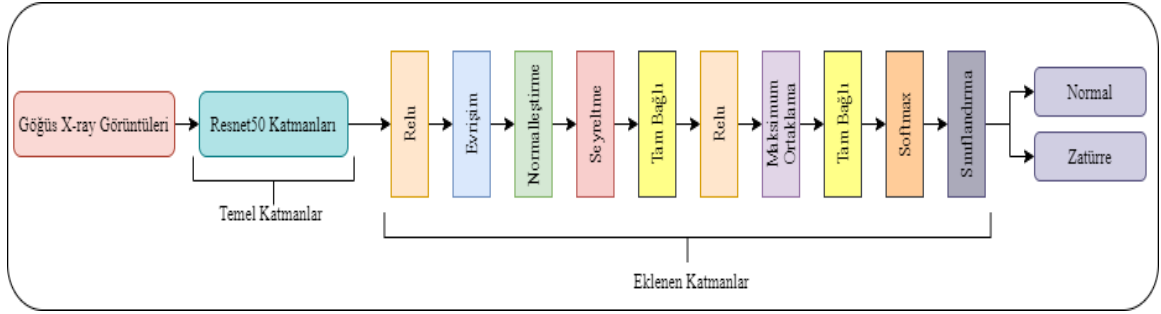 Göğüs X-ray Görüntüleri
Resnet50 Katmanları
Temel Katmanlar
Relu
Evrişim
Normalleştirme
Seyreltme
Tam Bağlı
Relu
Maksimum
Ortaklama
Tam Bağlı
Softmax
Sınıflandırma
Normal
Zatürre
Eklenen Katmanlar